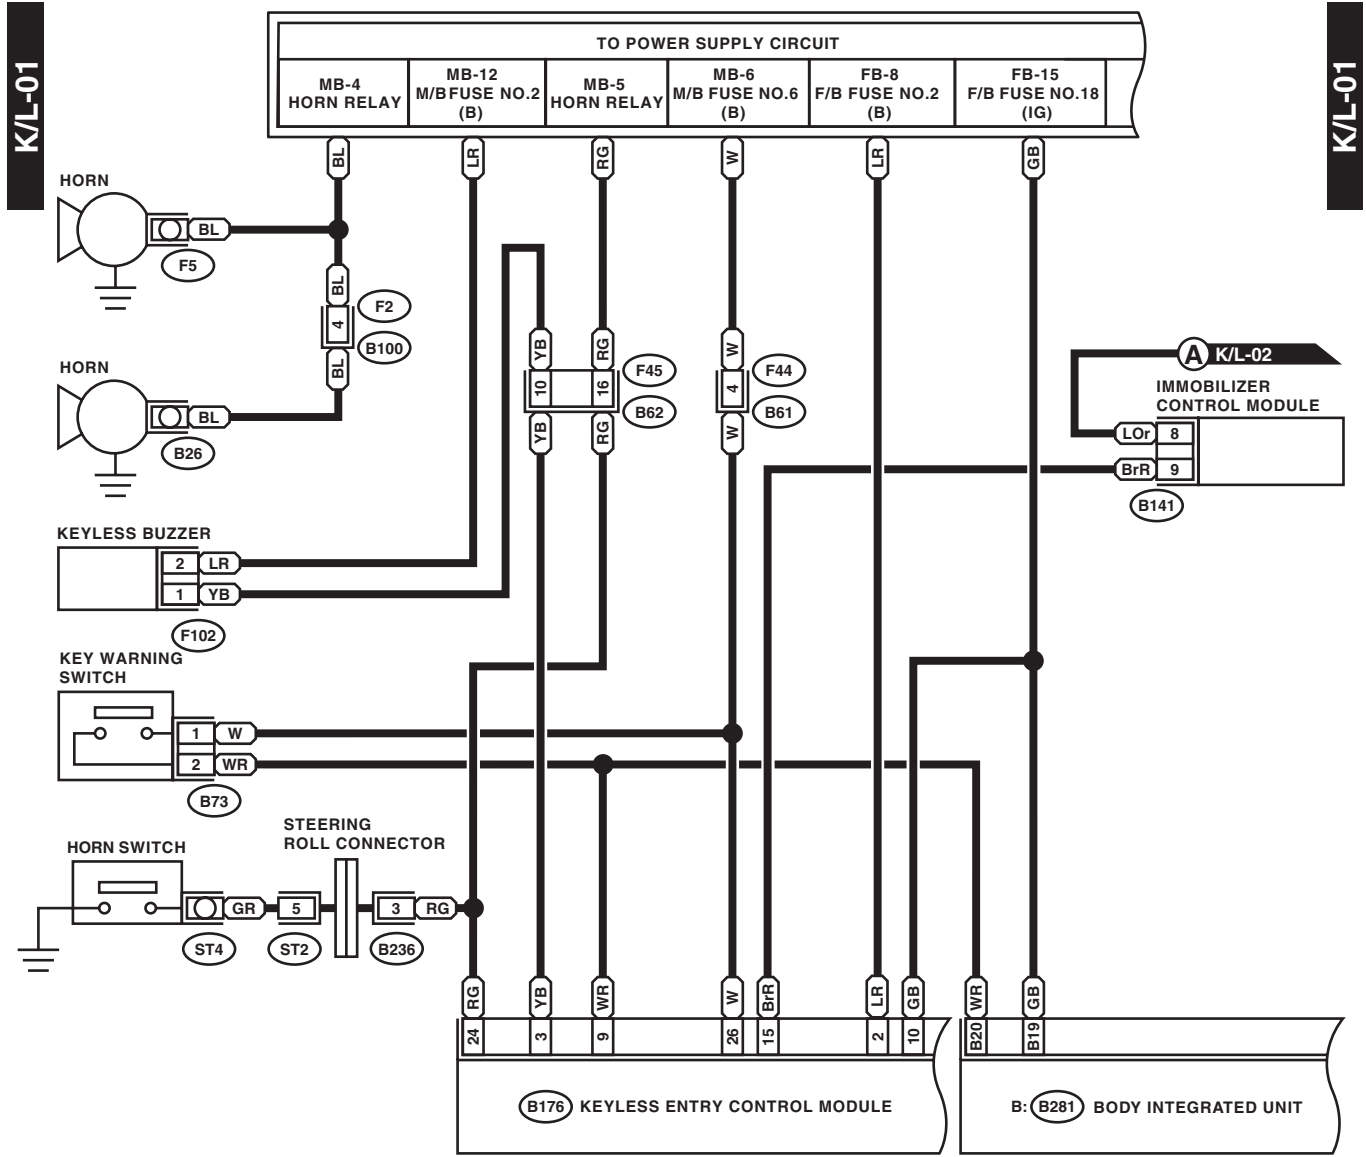 K/L-01
K/L-01
TO POWER SUPPLY CIRCUIT
MB-4
HORN RELAY
MB-12
M/B FUSE NO.2
(B)
MB-5
HORN RELAY
MB-6
M/B FUSE NO.6
(B)
FB-8
F/B FUSE NO.2
(B)
FB-15
F/B FUSE NO.18
(IG)
BL
LR
RG
W
LR
GB
HORN
BL
F5
BL
4
F2
B100
BL
HORN
BL
B26
YB
RG
10
16
F45
B62
YB
RG
W
4
F44
B61
W
A K/L-02
IMMOBILIZER
CONTROL MODULE
LOr 8
BrR 9
B141
KEYLESS BUZZER
2 LR
1 YB
F102
KEY WARNING
SWITCH
1 W
2 WR
B73
STEERING
ROLL CONNECTOR
HORN SWITCH
GR
5
3
RG
ST4
ST2
B236
RG
YB
WR
W
BrR
LR
GB
WR
GB
24
3
9
26
15
2
10
B20
B19
B176 KEYLESS ENTRY CONTROL MODULE
B: B281 BODY INTEGRATED UNIT